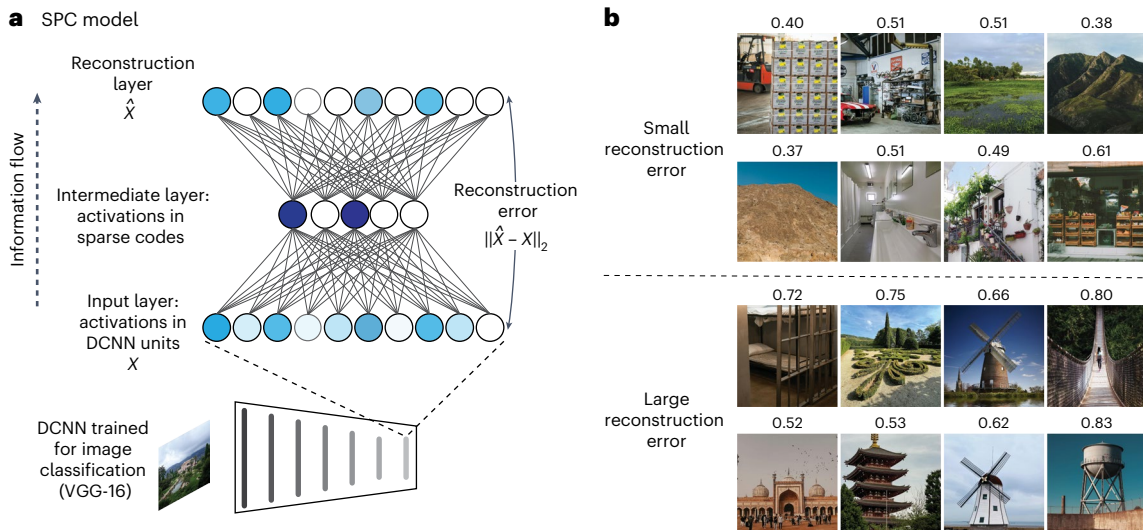 a SPC model
Reconstruction
layer
X̂
Information flow
Intermediate layer:
activations in
sparse codes
Reconstruction
error
||X̂ – X||₂
Input layer:
activations in
DCNN units
X
DCNN trained
for image
classification
(VGG-16)
b
Small
reconstruction
error
0.40 0.51 0.51 0.38
0.37 0.51 0.49 0.61
Large
reconstruction
error
0.72 0.75 0.66 0.80
0.52 0.53 0.62 0.83